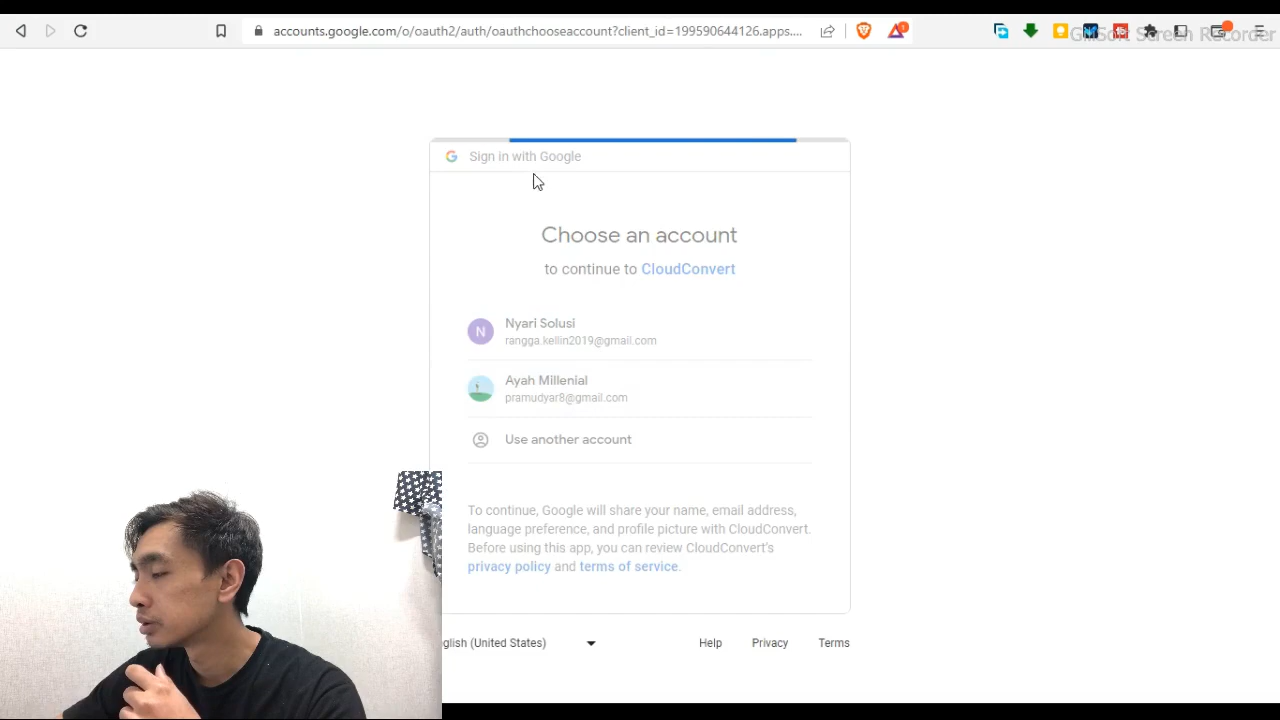 accounts.google.com/o/oauth2/auth/oauthchooseaccount?client_id=199590644126.apps....
GiliSoft Screen Recorder
Sign in with Google
Choose an account
to continue to CloudConvert
N
Nyari Solusi
rangga.kellin2019@gmail.com
Ayah Millenial
pramudyar8@gmail.com
Use another account
To continue, Google will share your name, email address,
language preference, and profile picture with CloudConvert.
Before using this app, you can review CloudConvert's
privacy policy and terms of service.
glish (United States)
Help
Privacy
Terms